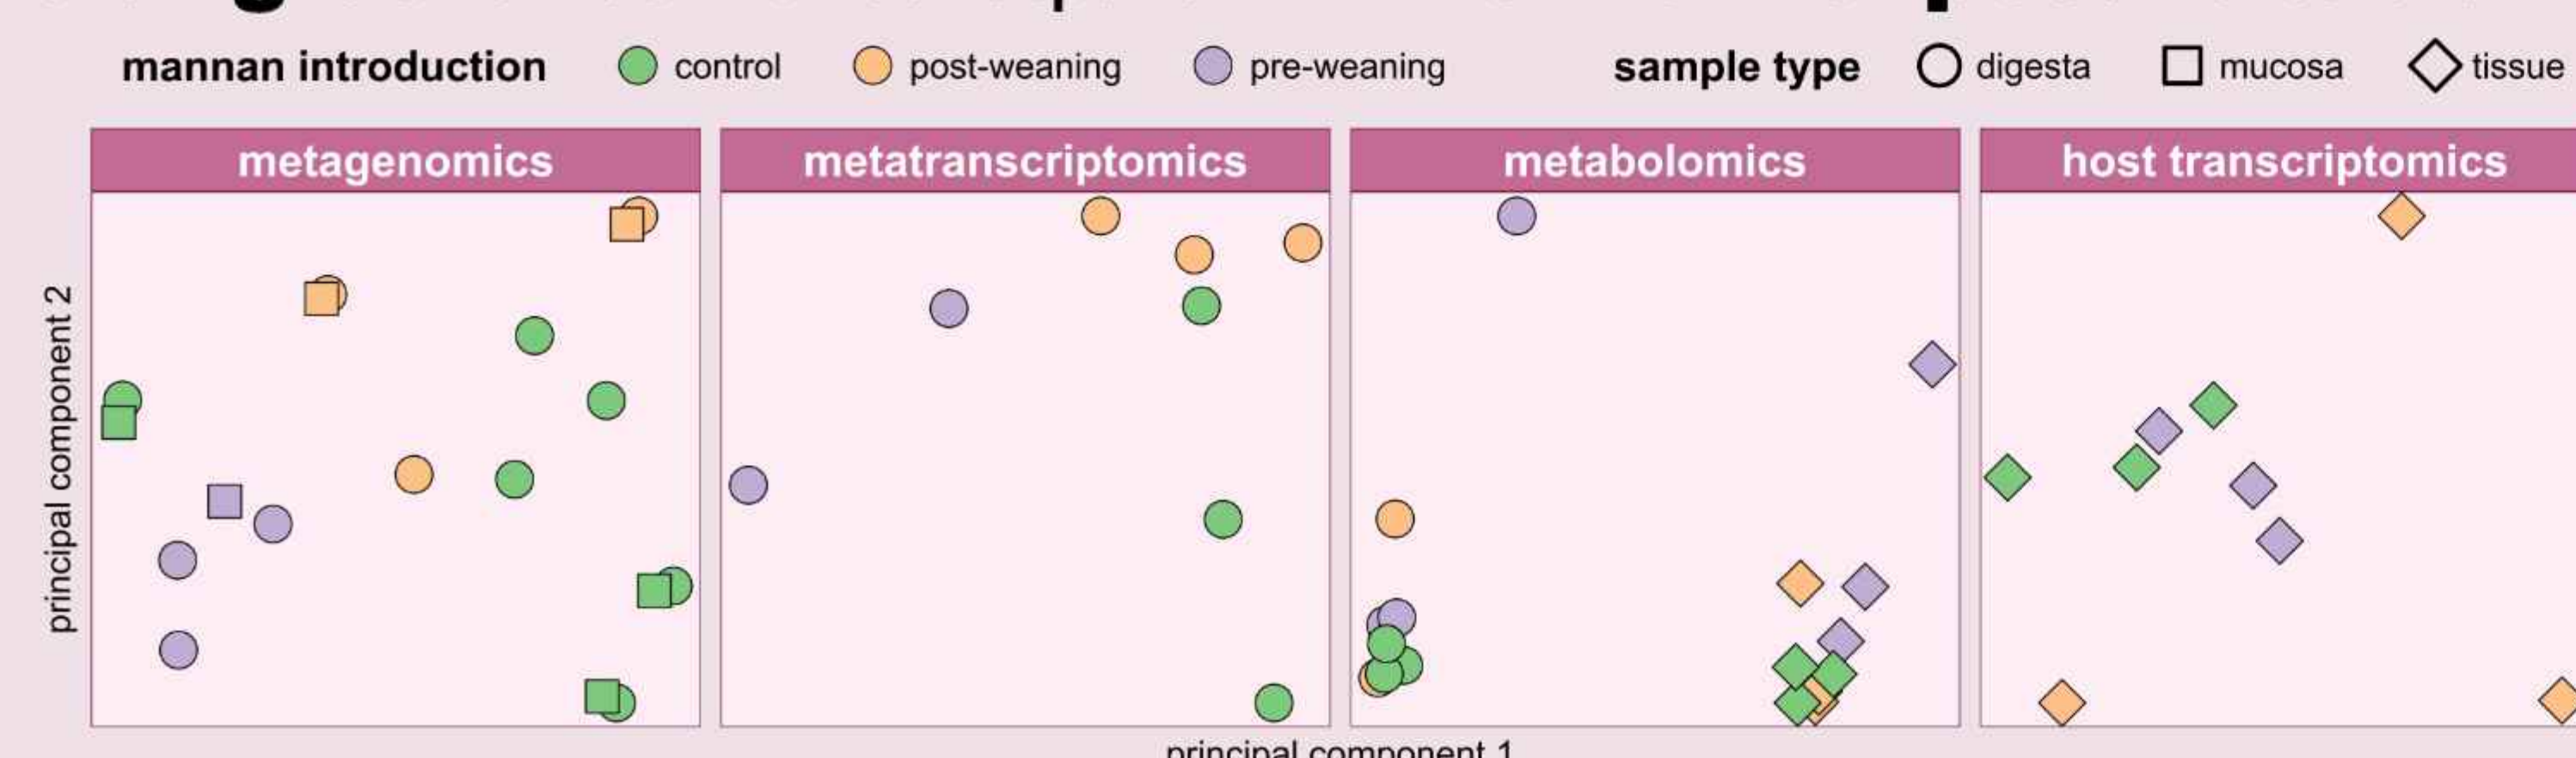 mannan introduction control post-weaning pre-weaning sample type digesta mucosa tissue
metagenomics metatranscriptomics metabolomics host transcriptomics
principal component 2
principal component 1